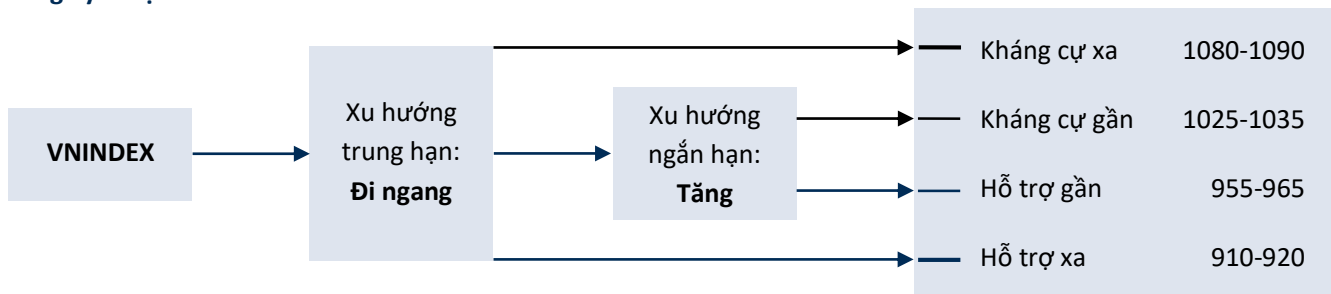 VNINDEX
Xu hướng
trung hạn:
Đi ngang
Xu hướng
ngắn hạn:
Tăng
Kháng cự xa 1080-1090
Kháng cự gần 1025-1035
Hỗ trợ gần 955-965
Hỗ trợ xa 910-920